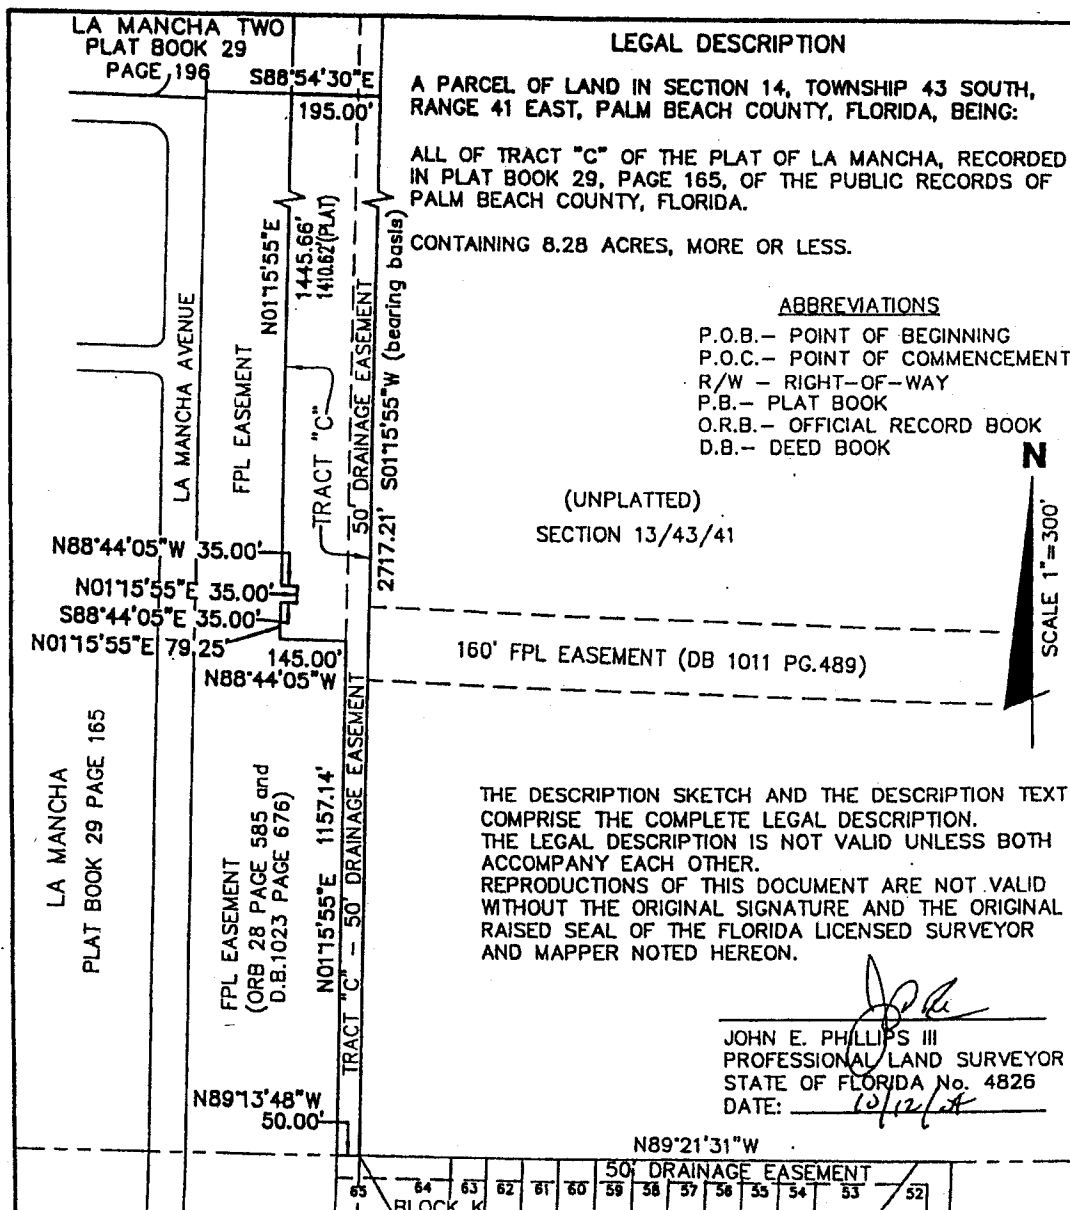 LA MANCHA TWO
PLAT BOOK 29
PAGE 196
S88°54'30"E
195.00'
LEGAL DESCRIPTION
A PARCEL OF LAND IN SECTION 14, TOWNSHIP 43 SOUTH,
RANGE 41 EAST, PALM BEACH COUNTY, FLORIDA, BEING:
ALL OF TRACT "C" OF THE PLAT OF LA MANCHA, RECORDED
IN PLAT BOOK 29, PAGE 165, OF THE PUBLIC RECORDS OF
PALM BEACH COUNTY, FLORIDA.
CONTAINING 8.28 ACRES, MORE OR LESS.
ABBREVIATIONS
P.O.B.– POINT OF BEGINNING
P.O.C.– POINT OF COMMENCEMENT
R/W – RIGHT–OF–WAY
P.B.– PLAT BOOK
O.R.B.– OFFICIAL RECORD BOOK
D.B.– DEED BOOK
N
SCALE 1"=300'
(UNPLATTED)
SECTION 13/43/41
LA MANCHA AVENUE
FPL EASEMENT
N01°15'55"E
1445.66'
1410.62'(PLAT)
TRACT "C"
50' DRAINAGE EASEMENT
2717.21' S01°15'55"W (bearing basis)
N88°44'05"W 35.00'
N01°15'55"E 35.00'
S88°44'05"E 35.00'
N01°15'55"E 79.25'
145.00'
N88°44'05"W
160' FPL EASEMENT (DB 1011 PG.489)
LA MANCHA
PLAT BOOK 29 PAGE 165
FPL EASEMENT
(ORB 28 PAGE 585 and
D.B.1023 PAGE 676)
N01°15'55"E 1157.14'
TRACT "C" – 50' DRAINAGE EASEMENT
THE DESCRIPTION SKETCH AND THE DESCRIPTION TEXT
COMPRISE THE COMPLETE LEGAL DESCRIPTION.
THE LEGAL DESCRIPTION IS NOT VALID UNLESS BOTH
ACCOMPANY EACH OTHER.
REPRODUCTIONS OF THIS DOCUMENT ARE NOT VALID
WITHOUT THE ORIGINAL SIGNATURE AND THE ORIGINAL
RAISED SEAL OF THE FLORIDA LICENSED SURVEYOR
AND MAPPER NOTED HEREON.
JOHN E. PHILLIPS III
PROFESSIONAL LAND SURVEYOR
STATE OF FLORIDA No. 4826
DATE: 10/12/
N89°13'48"W
50.00'
N89°21'31"W
50' DRAINAGE EASEMENT
65 64 63 62 61 60 59 58 57 56 55 54 53 52
BLOCK K